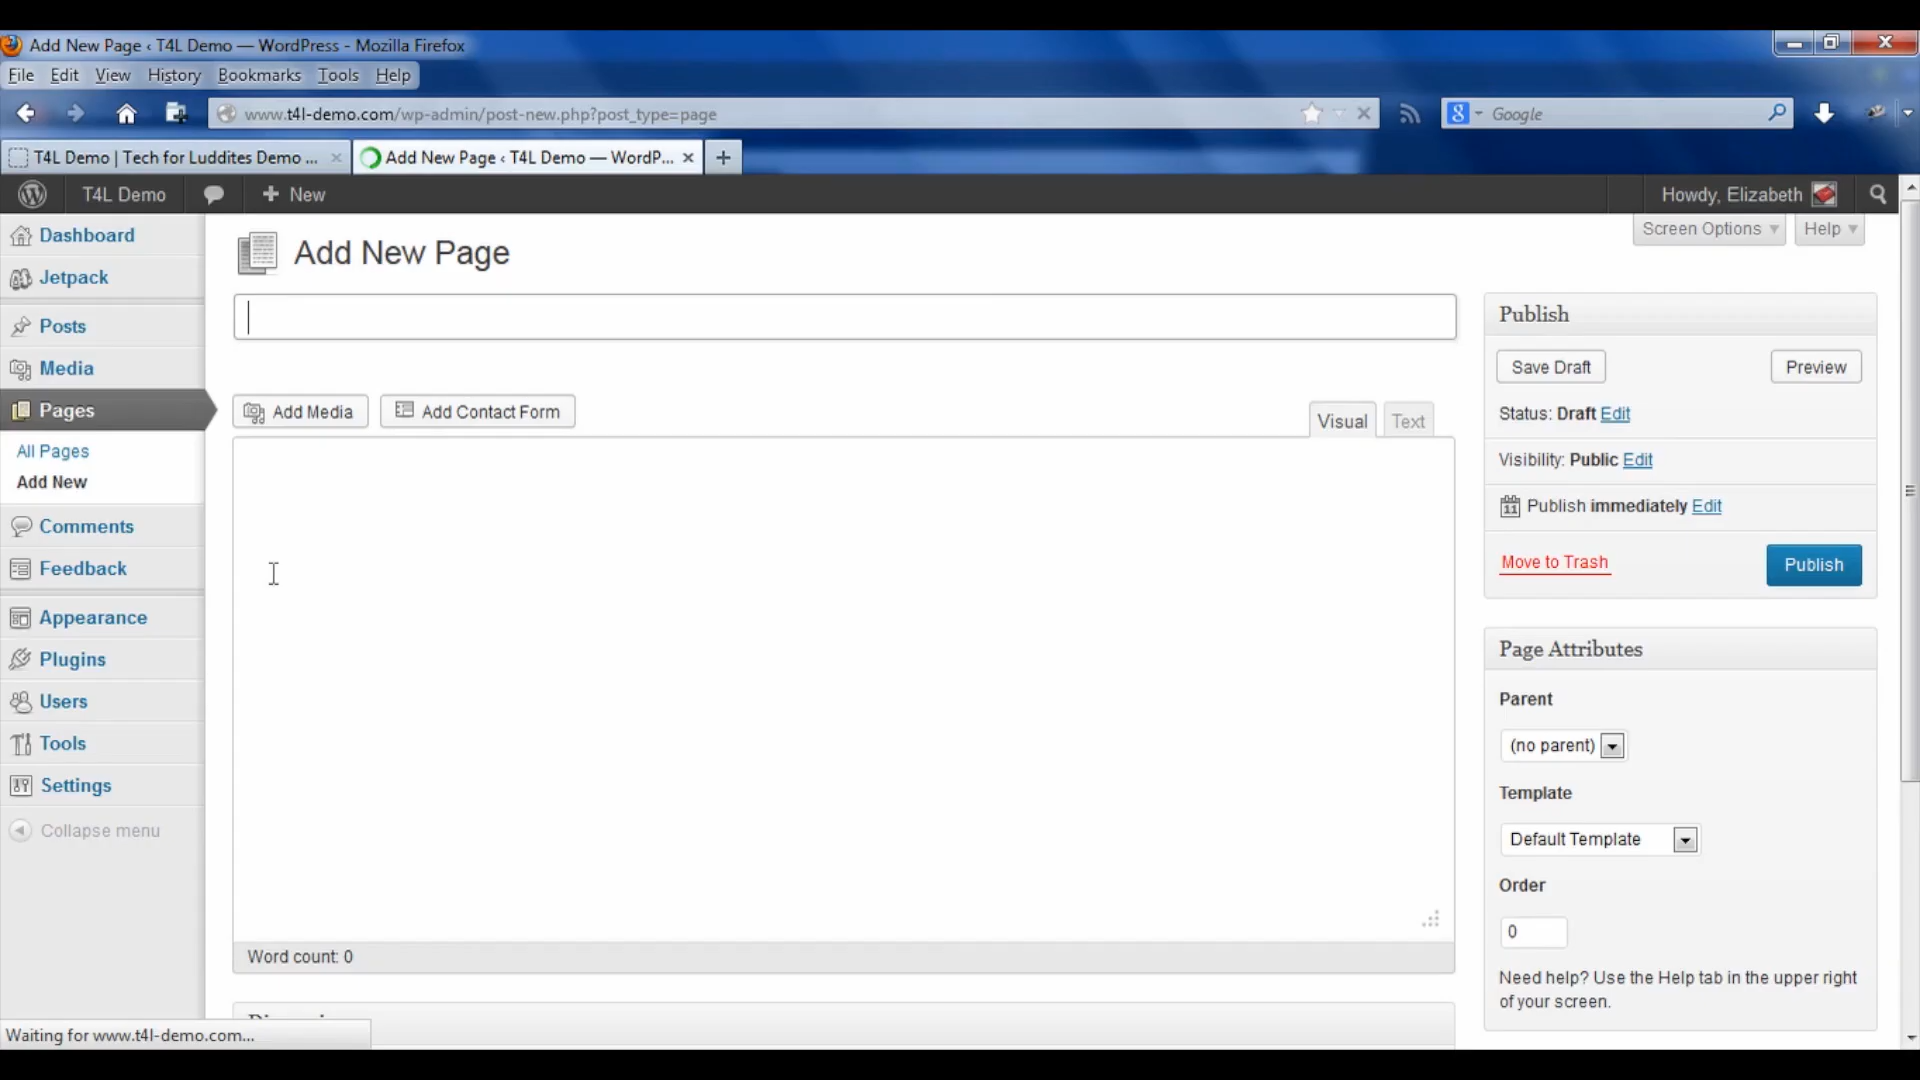 Add New Page ‹ T4L Demo — WordPress - Mozilla Firefox
File Edit View History Bookmarks Tools Help
www.t4l-demo.com/wp-admin/post-new.php?post_type=page
Google
T4L Demo | Tech for Luddites Demo ...
Add New Page ‹ T4L Demo — WordP...
T4L Demo
New
Howdy, Elizabeth
Screen Options
Help
Dashboard
Jetpack
Posts
Media
Pages
All Pages
Add New
Comments
Feedback
Appearance
Plugins
Users
Tools
Settings
Collapse menu
Add New Page
Add Media
Add Contact Form
Visual
Text
Word count: 0
Publish
Save Draft
Preview
Status: Draft Edit
Visibility: Public Edit
11
Publish immediately Edit
Move to Trash
Publish
Page Attributes
Parent
(no parent)
Template
Default Template
Order
0
Need help? Use the Help tab in the upper right
of your screen.
Waiting for www.t4l-demo.com...